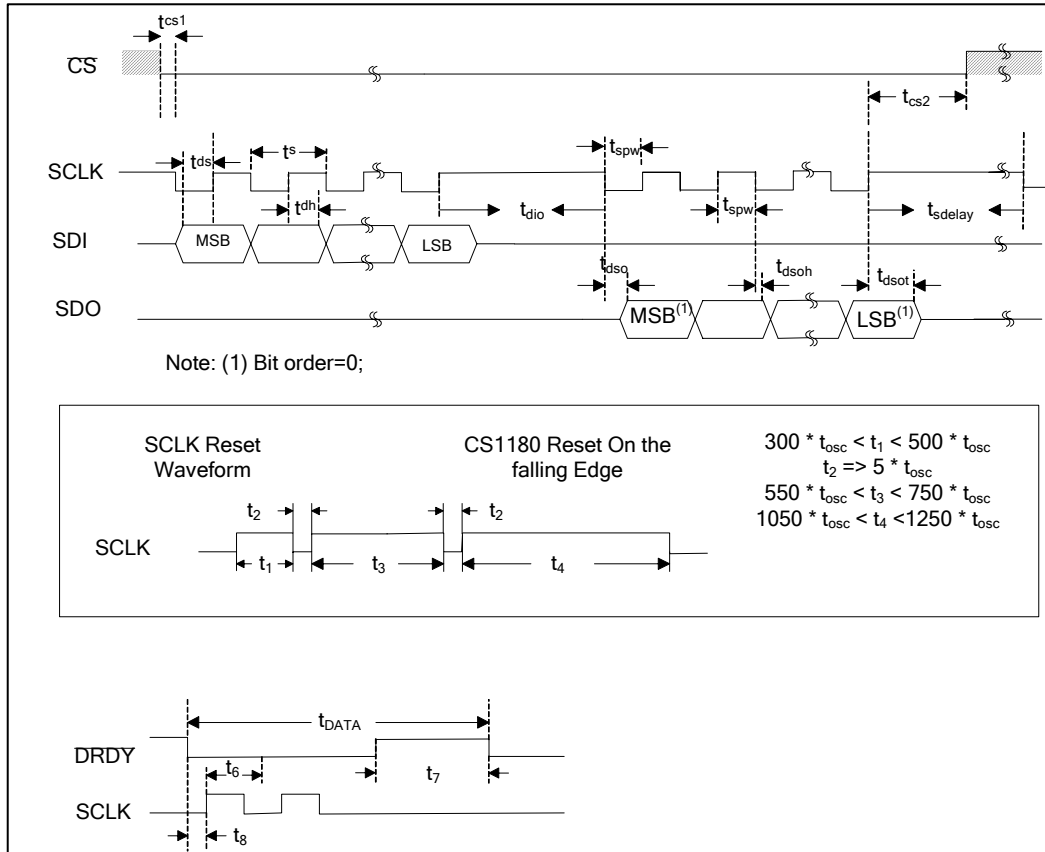 tcs1
CS
tcs2
tds
ts
tspw
SCLK
tdh
tdio
tspw
tsdelay
SDI
MSB
LSB
tdso
tdsoh
tdsot
SDO
MSB(1)
LSB(1)
Note: (1) Bit order=0;
SCLK Reset
Waveform
CS1180 Reset On the
falling Edge
300 * tosc < t1 < 500 * tosc
t2 => 5 * tosc
550 * tosc < t3 < 750 * tosc
1050 * tosc < t4 <1250 * tosc
t2
t2
SCLK
t1
t3
t4
tDATA
DRDY
t6
t7
SCLK
t8